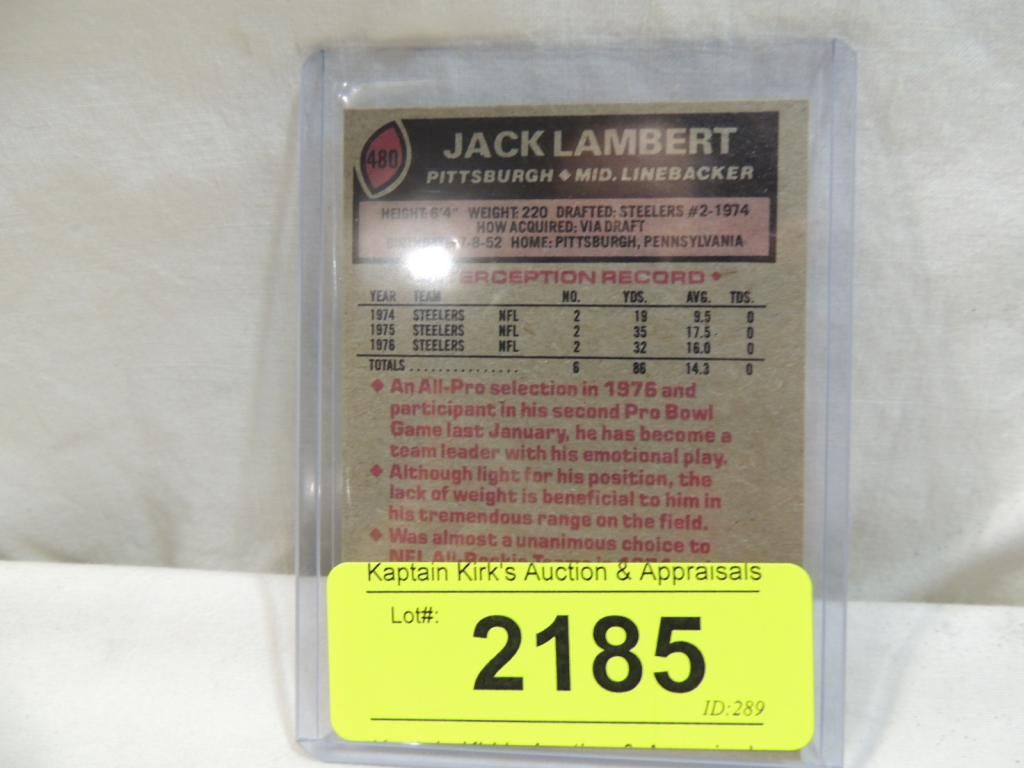 480
JACK LAMBERT
PITTSBURGH ♦ MID. LINEBACKER
HEIGHT: 6'4" WEIGHT: 220 DRAFTED: STEELERS #2-1974
HOW ACQUIRED: VIA DRAFT
7-8-52 HOME: PITTSBURGH, PENNSYLVANIA
RECORD ♦
YEAR TEAM NO. YDS. AVG. TDS.
1974 STEELERS NFL 2 19 9.5 0
1975 STEELERS NFL 2 35 17.5 0
1976 STEELERS NFL 2 32 16.0 0
TOTALS ............... 6 86 14.3 0
♦ An All-Pro selection in 1976 and
participant in his second Pro Bowl
Game last January, he has become a
team leader with his emotional play.
♦ Although light for his position, the
lack of weight is beneficial to him in
his tremendous range on the field.
♦ Was almost a unanimous choice to
NFL All-Rookie
Kaptain Kirk's Auction & Appraisals
Lot#: 2185
ID:289